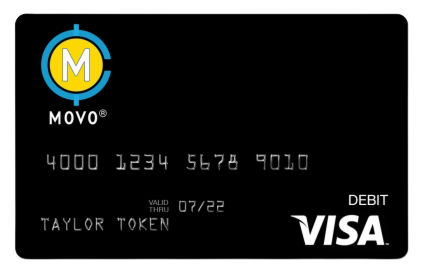 M
MOVO®
4000 1234 5678 9010
VALID
THRU 07/22
DEBIT
TAYLOR TOKEN
VISA